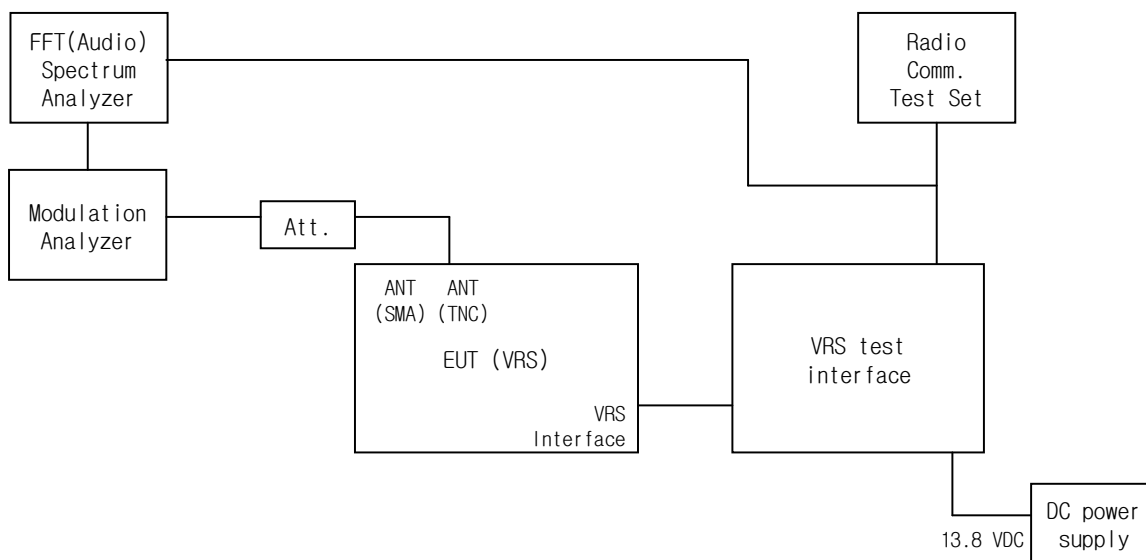 FFT(Audio)
Spectrum
Analyzer
Radio
Comm.
Test Set
Modulation
Analyzer
Att.
ANT ANT
(SMA) (TNC)
EUT (VRS)
VRS
Interface
VRS test
interface
13.8 VDC
DC power
supply